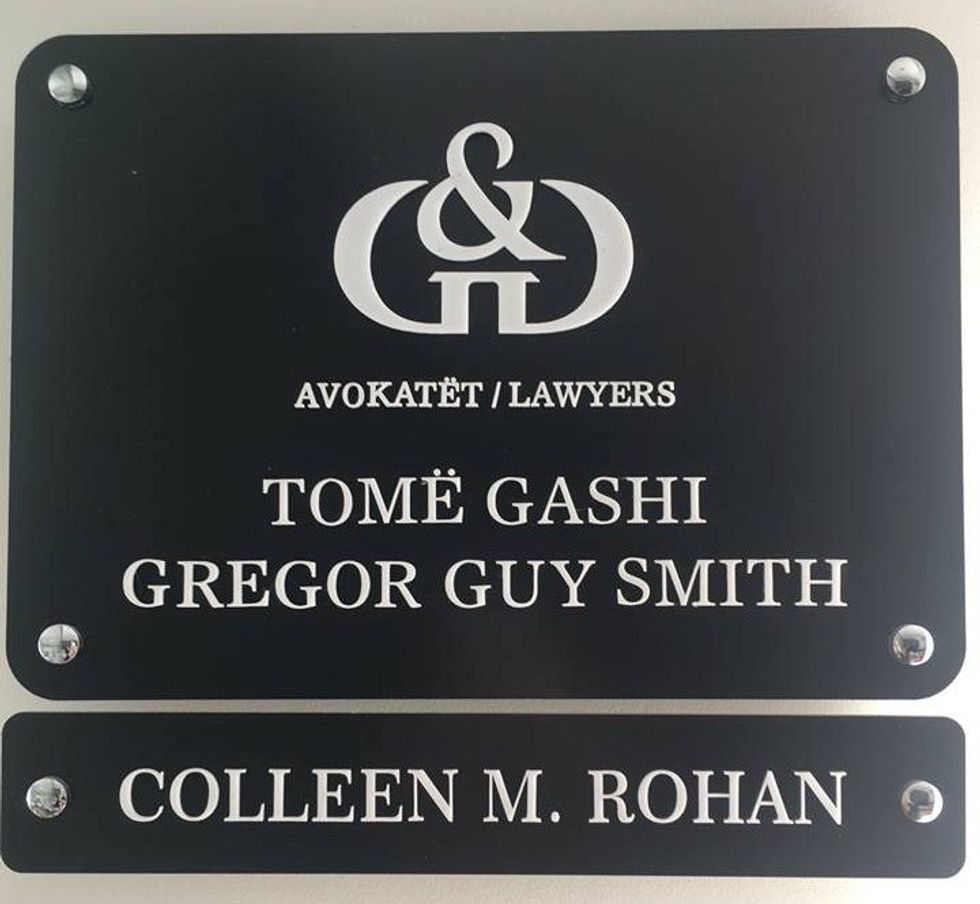 G&G
AVOKATËT / LAWYERS
TOMË GASHI
GREGOR GUY SMITH
COLLEEN M. ROHAN